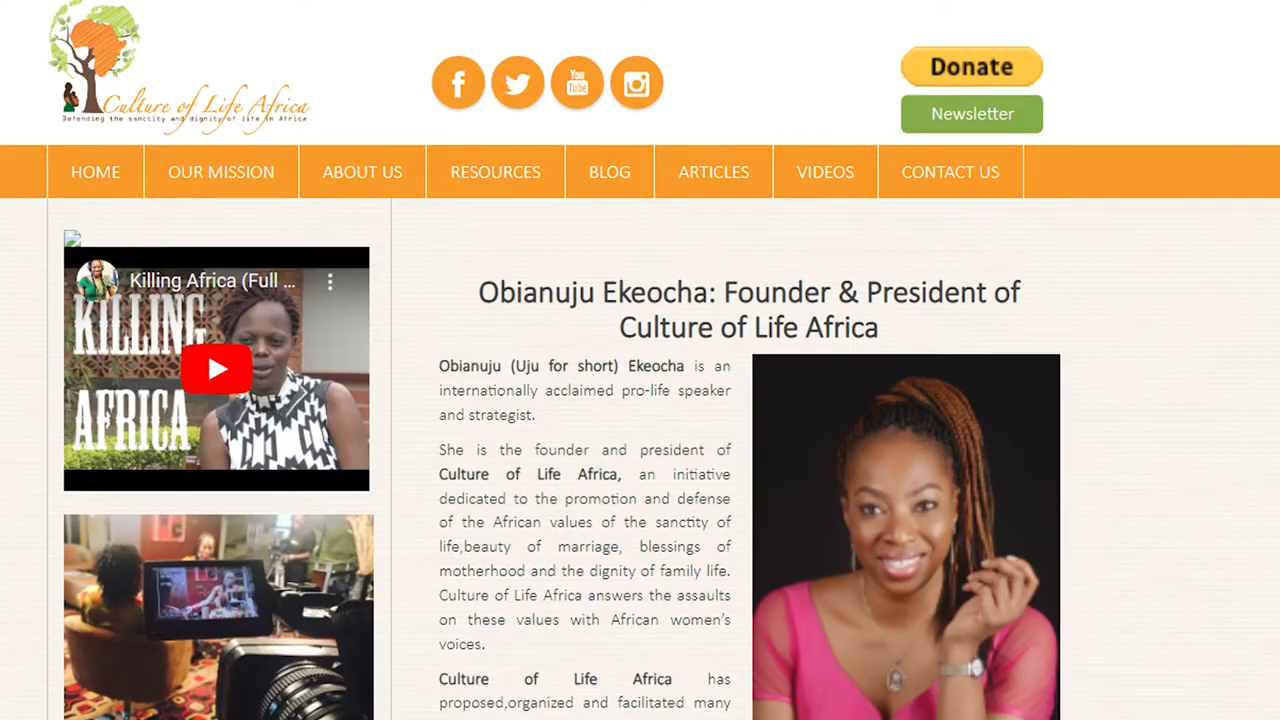 Culture of Life Africa
Defending the sanctity and dignity of life in Africa
f
You
Tube
Donate
Newsletter
HOME
OUR MISSION
ABOUT US
RESOURCES
BLOG
ARTICLES
VIDEOS
CONTACT US
Killing Africa (Full ...
KILLING
AFRICA
Obianuju Ekeocha: Founder & President of
Culture of Life Africa
Obianuju (Uju for short) Ekeocha is an
internationally acclaimed pro-life speaker
and strategist.
She is the founder and president of
Culture of Life Africa, an initiative
dedicated to the promotion and defense
of the African values of the sanctity of
life,beauty of marriage, blessings of
motherhood and the dignity of family life.
Culture of Life Africa answers the assaults
on these values with African women’s
voices.
Culture of Life Africa has
proposed,organized and facilitated many